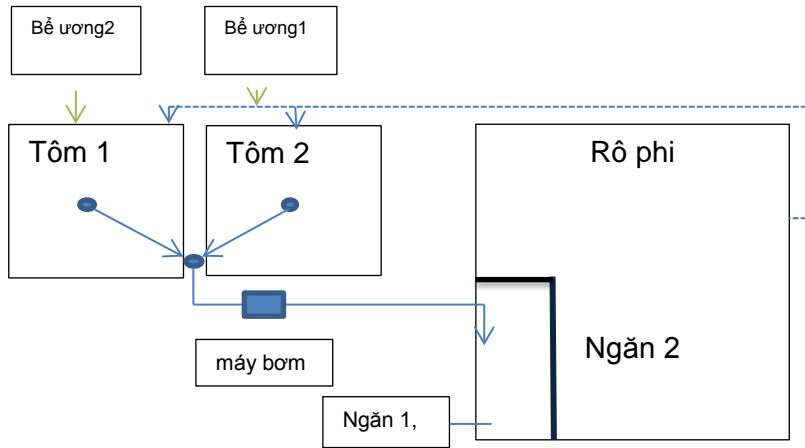 Bể ương2
Bể ương1
Tôm 1
Tôm 2
Rô phi
Ngăn 2
máy bơm
Ngăn 1,